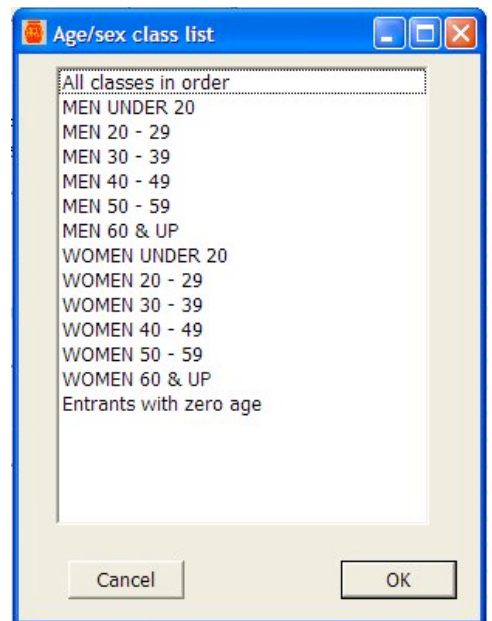 Age/sex class list
All classes in order
MEN UNDER 20
MEN 20 - 29
MEN 30 - 39
MEN 40 - 49
MEN 50 - 59
MEN 60 & UP
WOMEN UNDER 20
WOMEN 20 - 29
WOMEN 30 - 39
WOMEN 40 - 49
WOMEN 50 - 59
WOMEN 60 & UP
Entrants with zero age
Cancel OK